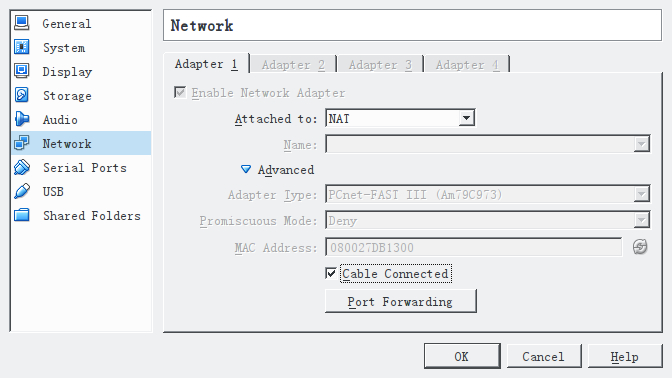 General
System
Display
Storage
Audio
Network
Serial Ports
USB
Shared Folders
Network
Adapter 1 Adapter 2 Adapter 3 Adapter 4
Enable Network Adapter
Attached to: NAT
Name:
Advanced
Adapter Type: PCnet-FAST III (Am79C973)
Promiscuous Mode: Deny
MAC Address: 080027DB1300
Cable Connected
Port Forwarding
OK Cancel Help